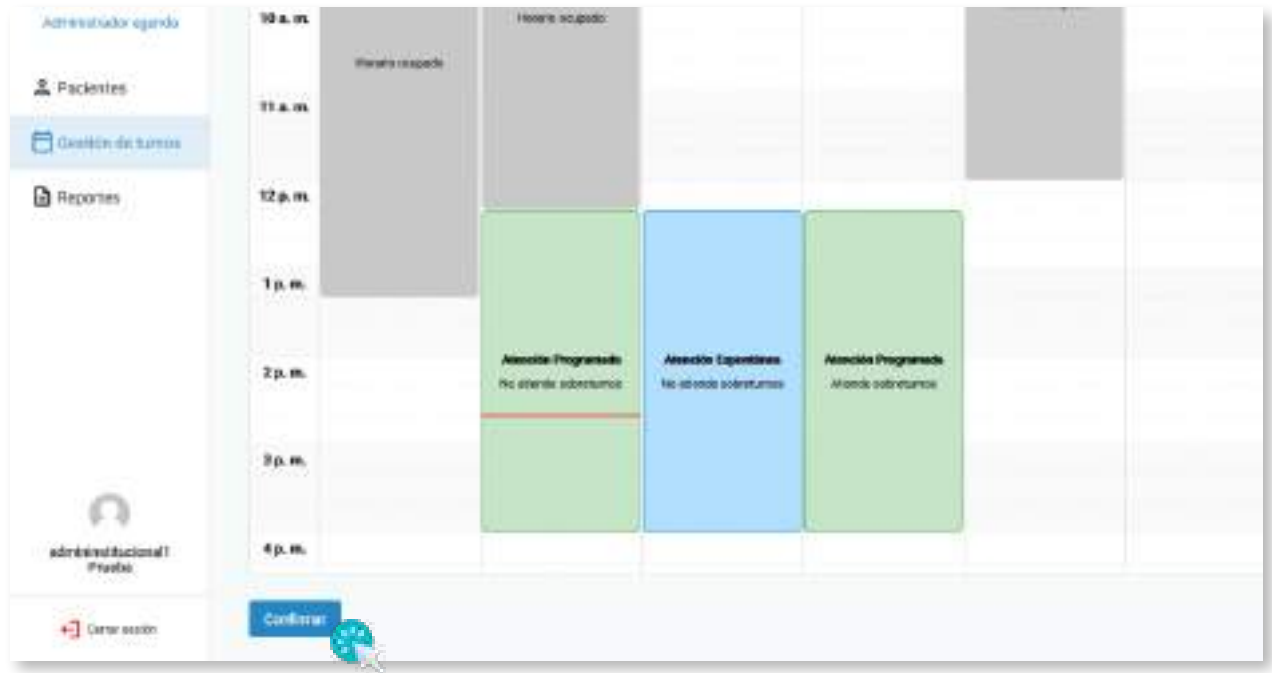 Administrador agenda
Pacientes
Gestión de turnos
Reportes
admininstitucional1
Prueba
Cerrar sesión
10 a. m.
11 a. m.
12 p. m.
1 p. m.
2 p. m.
3 p. m.
4 p. m.
Horario ocupado
Horario ocupado
Atención Programada
No atiende sobreturnos
Atención Espontánea
No atiende sobreturnos
Atención Programada
Atiende sobreturnos
Confirmar